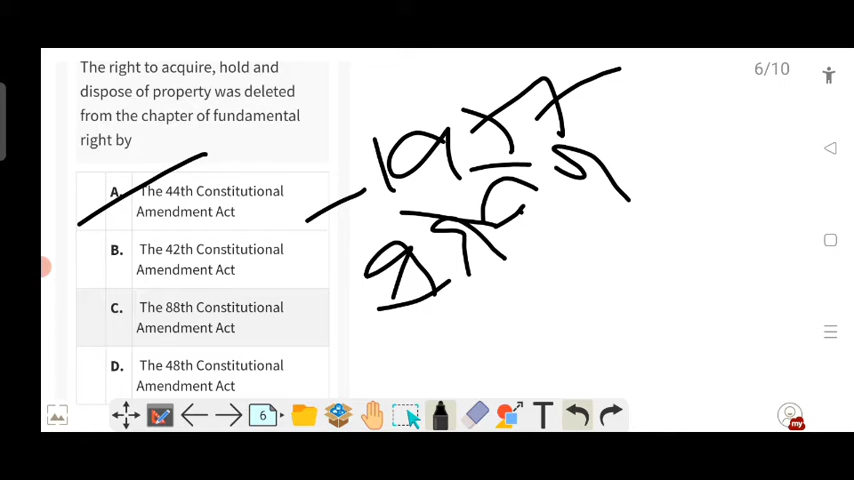 6/10
The right to acquire, hold and
dispose of property was deleted
from the chapter of fundamental
right by
A. The 44th Constitutional
Amendment Act
B. The 42th Constitutional
Amendment Act
C. The 88th Constitutional
Amendment Act
D. The 48th Constitutional
Amendment Act
6
T
my